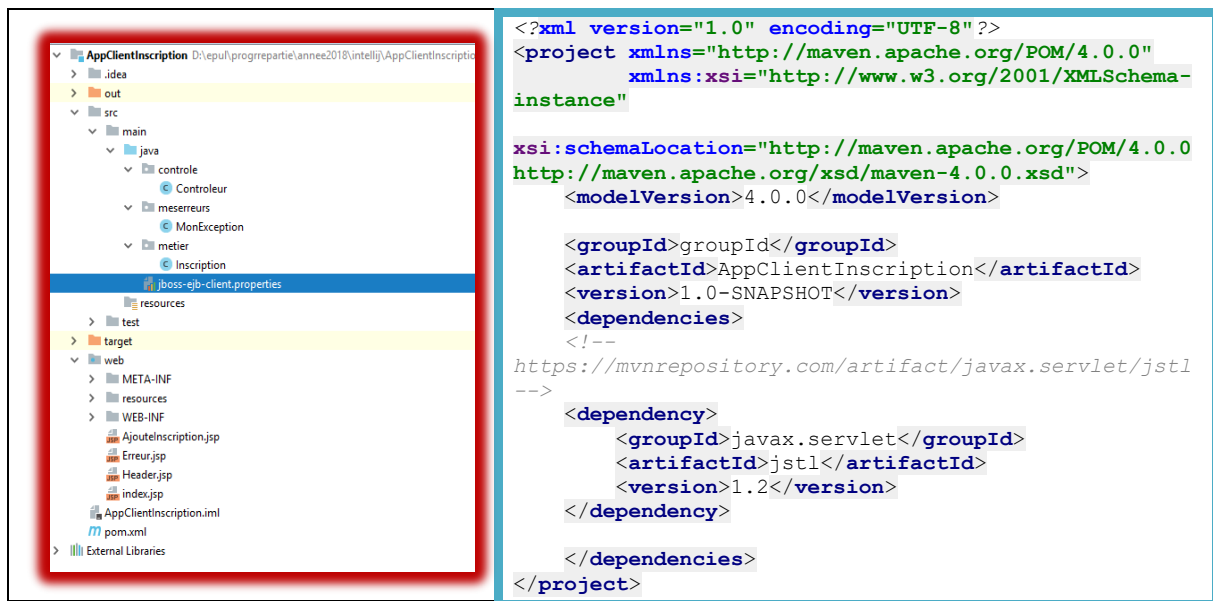 AppClientInscription D:\epul\progrrepartie\annee2018\intellij\AppClientInscriptio
.idea
out
src
main
java
controle
Controleur
meserreurs
MonException
metier
Inscription
jboss-ejb-client.properties
resources
test
target
web
META-INF
resources
WEB-INF
AjouteInscription.jsp
Erreur.jsp
Header.jsp
index.jsp
AppClientInscription.iml
pom.xml
External Libraries
<?xml version="1.0" encoding="UTF-8"?>
<project xmlns="http://maven.apache.org/POM/4.0.0"
xmlns:xsi="http://www.w3.org/2001/XMLSchema-
instance"
xsi:schemaLocation="http://maven.apache.org/POM/4.0.0
http://maven.apache.org/xsd/maven-4.0.0.xsd">
<modelVersion>4.0.0</modelVersion>
<groupId>groupId</groupId>
<artifactId>AppClientInscription</artifactId>
<version>1.0-SNAPSHOT</version>
<dependencies>
<!--
https://mvnrepository.com/artifact/javax.servlet/jstl
-->
<dependency>
<groupId>javax.servlet</groupId>
<artifactId>jstl</artifactId>
<version>1.2</version>
</dependency>
</dependencies>
</project>